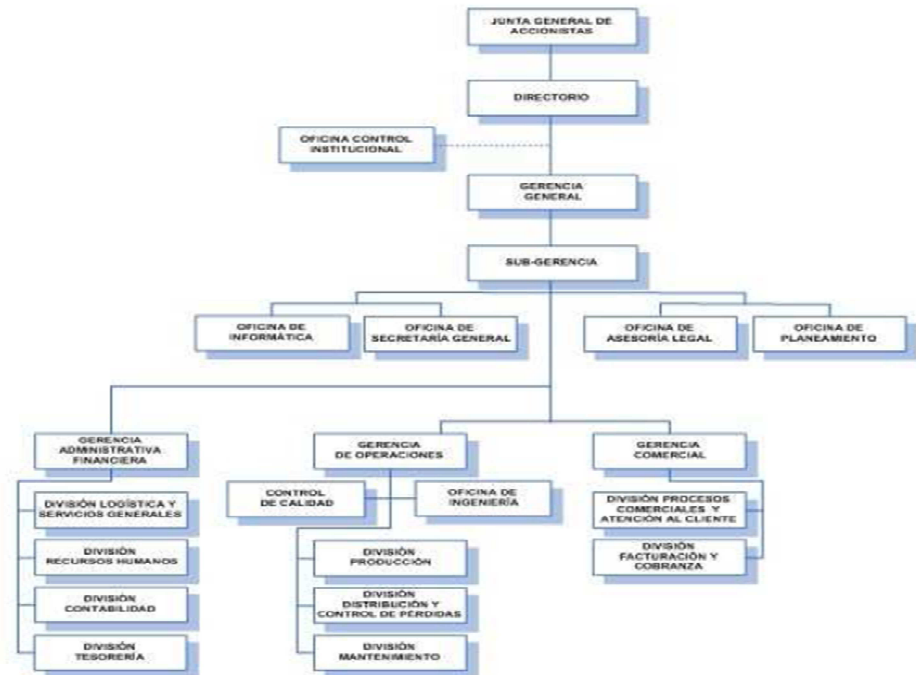 JUNTA GENERAL DE
ACCIONISTAS
DIRECTORIO
OFICINA CONTROL
INSTITUCIONAL
GERENCIA
GENERAL
SUB-GERENCIA
OFICINA DE
INFORMÁTICA
OFICINA DE
SECRETARÍA GENERAL
OFICINA DE
ASESORÍA LEGAL
OFICINA DE
PLANEAMIENTO
GERENCIA
ADMINISTRATIVA
FINANCIERA
DIVISIÓN LOGÍSTICA Y
SERVICIOS GENERALES
DIVISIÓN
RECURSOS HUMANOS
DIVISIÓN
CONTABILIDAD
DIVISIÓN
TESORERÍA
GERENCIA
DE OPERACIONES
CONTROL
DE CALIDAD
OFICINA DE
INGENIERÍA
DIVISIÓN
PRODUCCIÓN
DIVISIÓN
DISTRIBUCIÓN Y
CONTROL DE PÉRDIDAS
DIVISIÓN
MANTENIMIENTO
GERENCIA
COMERCIAL
DIVISIÓN PROCESOS
COMERCIALES Y
ATENCIÓN AL CLIENTE
DIVISIÓN
FACTURACIÓN Y
COBRANZA